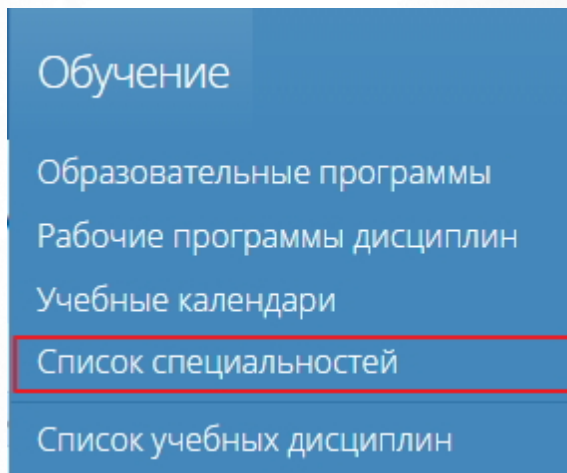 Обучение
Образовательные программы
Рабочие программы дисциплин
Учебные календари
Список специальностей
Список учебных дисциплин